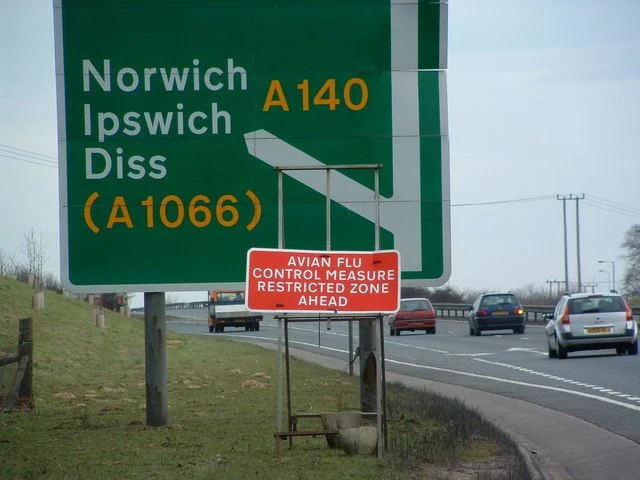 Norwich
Ipswich
Diss
(A1066)
A140
AVIAN FLU
CONTROL MEASURE
RESTRICTED ZONE
AHEAD